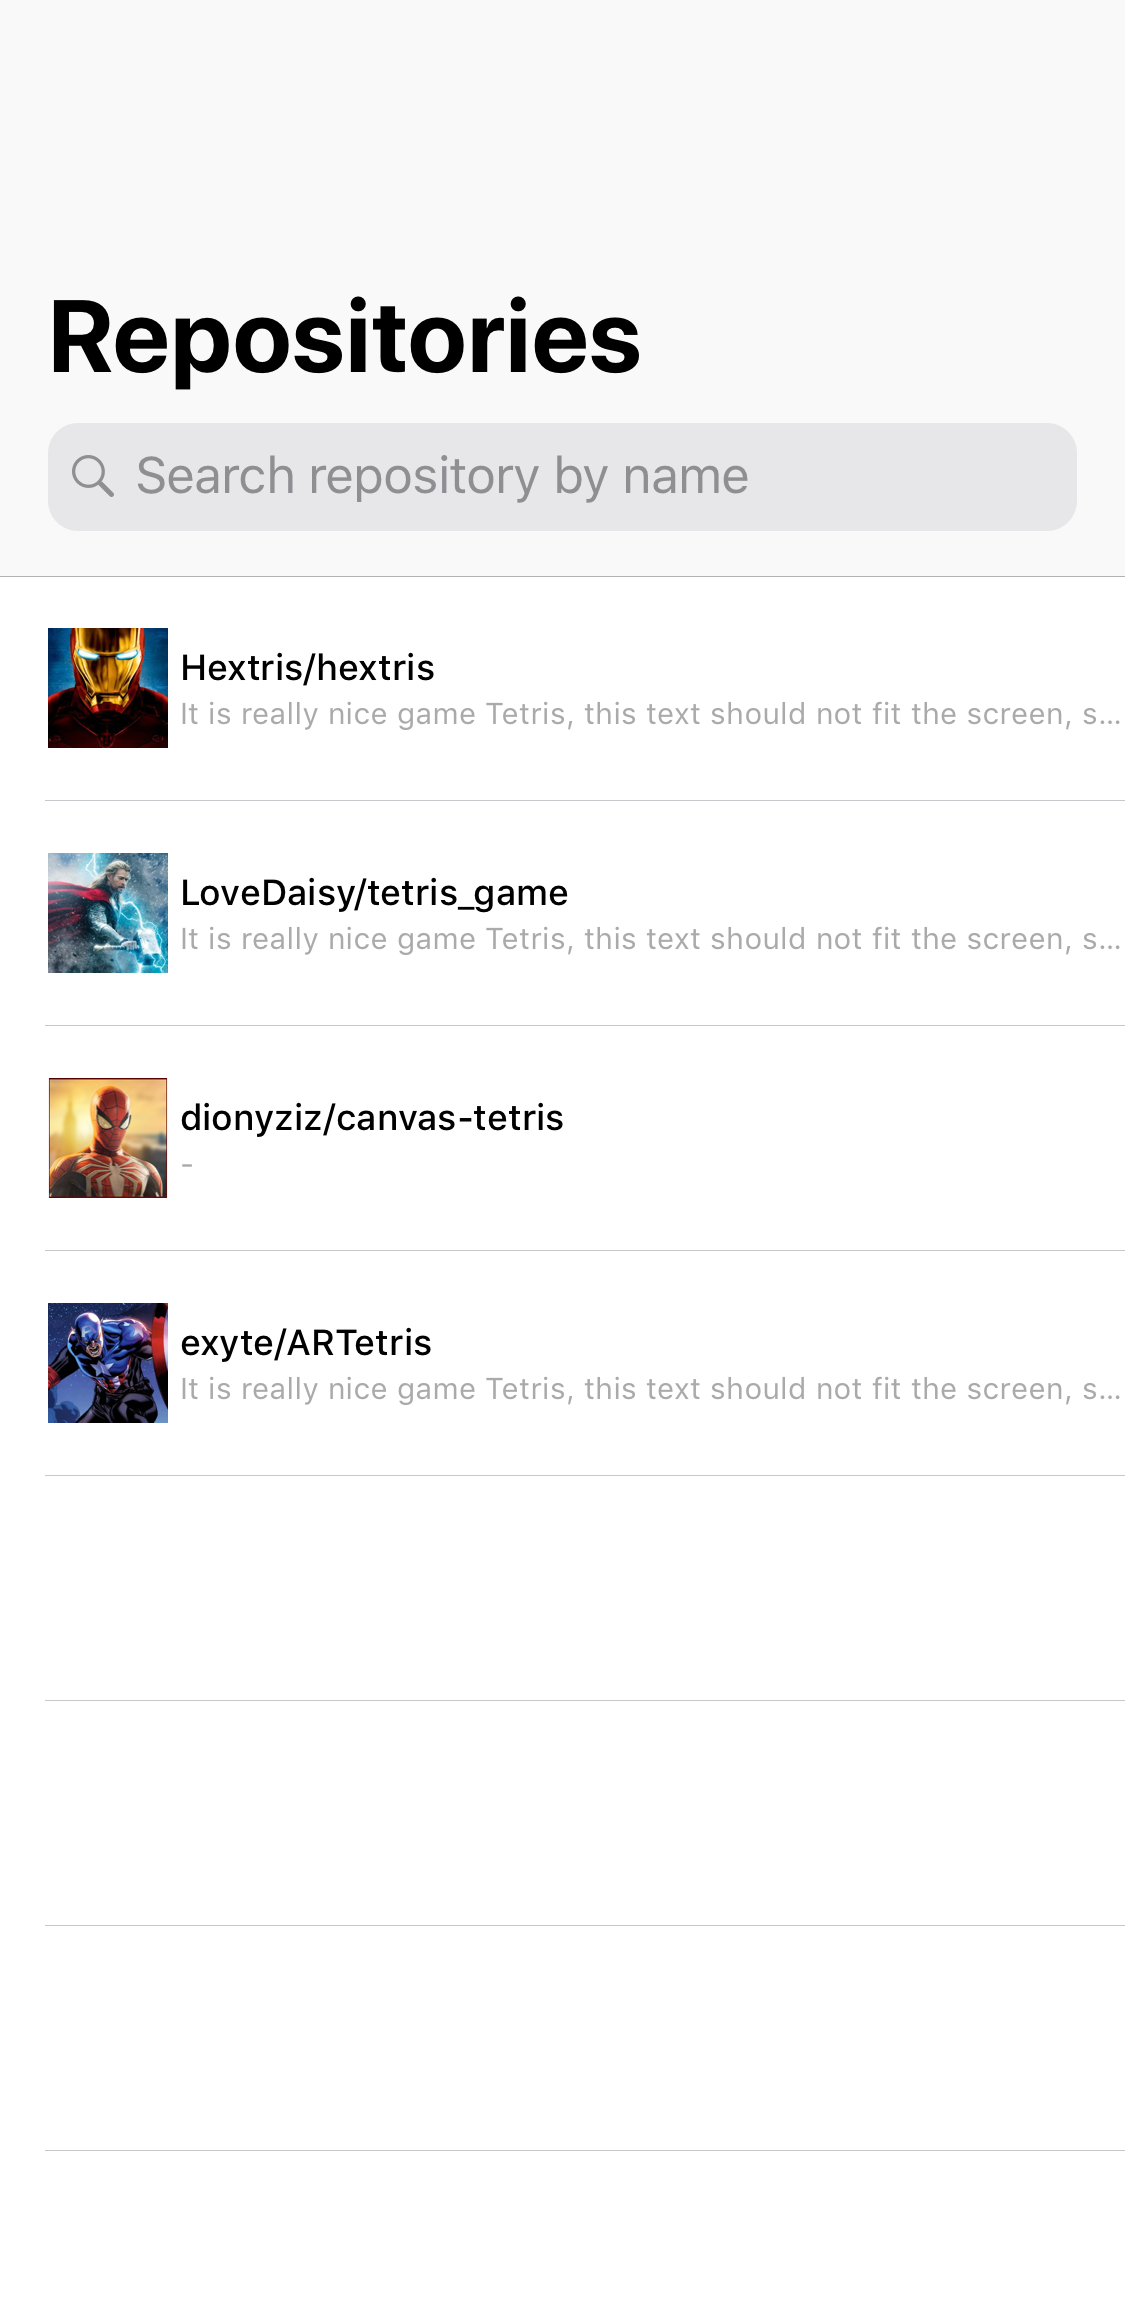 Repositories
Search repository by name
Hextris/hextris
It is really nice game Tetris, this text should not fit the screen, s...
LoveDaisy/tetris_game
It is really nice game Tetris, this text should not fit the screen, s...
dionyziz/canvas-tetris
-
exyte/ARTetris
It is really nice game Tetris, this text should not fit the screen, s...